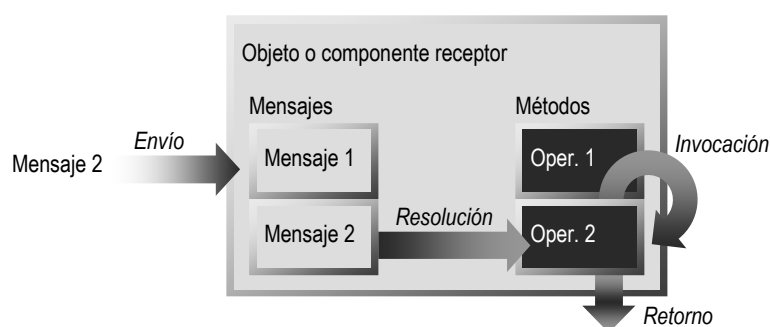 Objeto o componente receptor
Mensajes
Métodos
Envío
Invocación
Mensaje 2
Mensaje 1
Oper. 1
Resolución
Mensaje 2
Oper. 2
Retorno